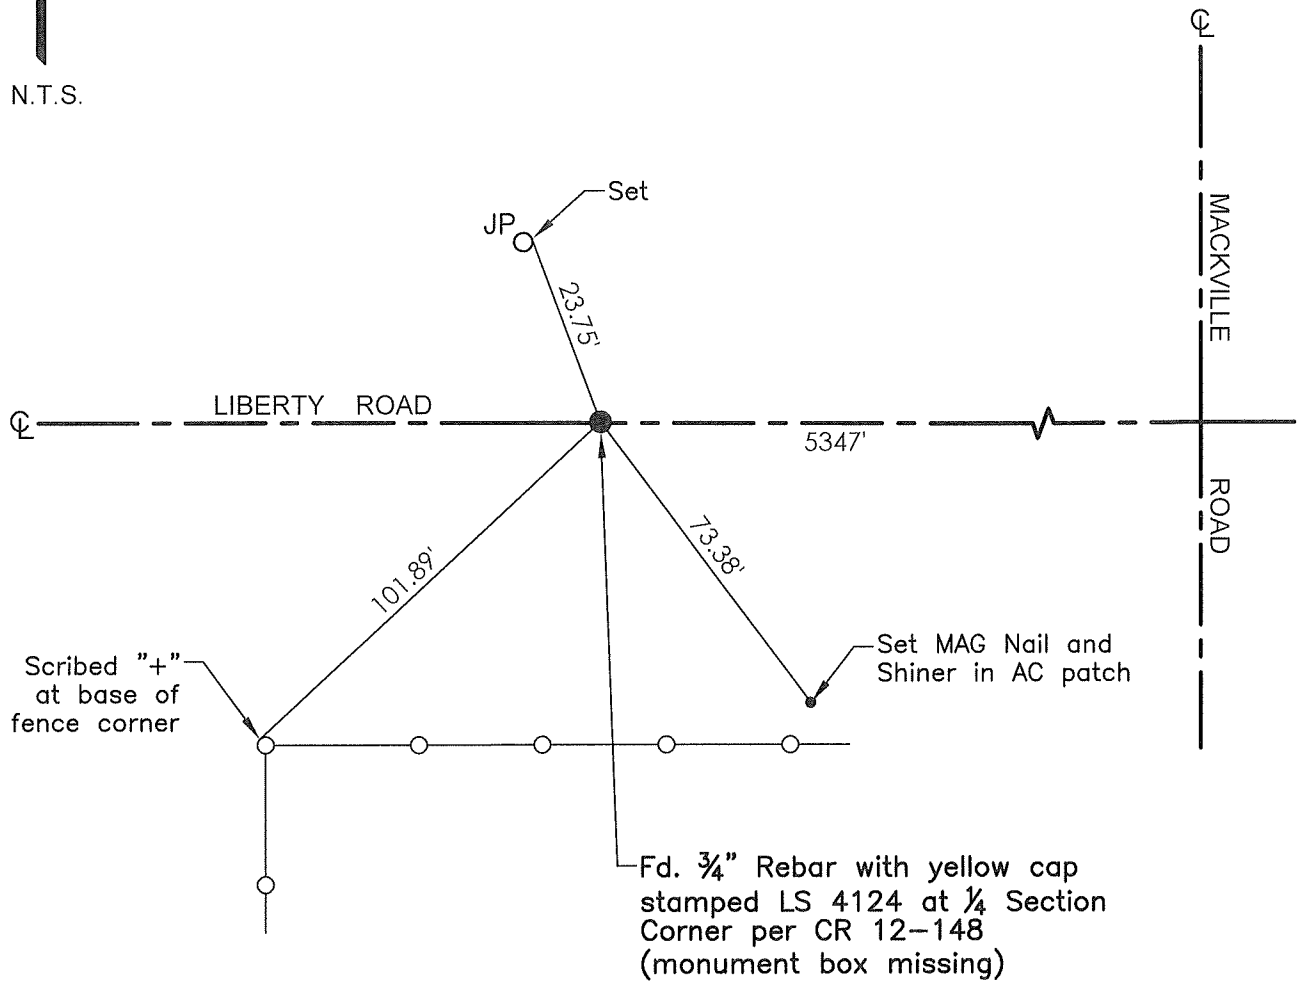 ℄
N.T.S.
Set
JP
MACKVILLE
23.75'
LIBERTY ROAD
℄
5347'
ROAD
73.38'
101.89'
Scribed "+"
at base of
fence corner
Set MAG Nail and
Shiner in AC patch
Fd. ¾" Rebar with yellow cap
stamped LS 4124 at ¼ Section
Corner per CR 12-148
(monument box missing)